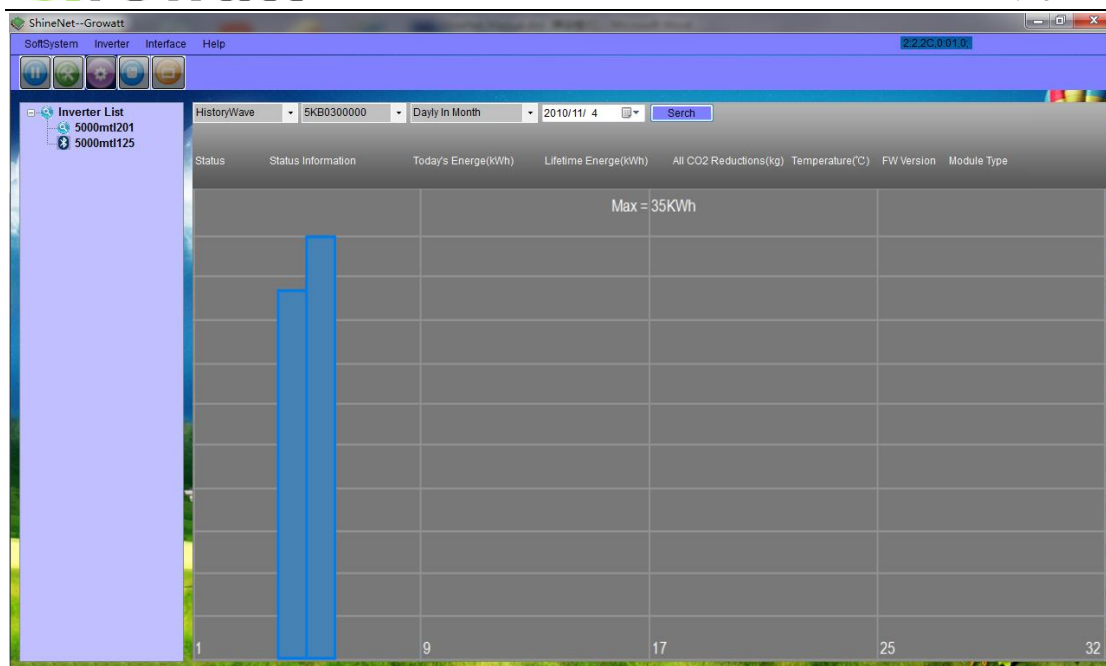 ShineNet--Growatt
SoftSystem Inverter Interface Help 2;2,2C,0.01,0;
Inverter List
5000mtl201
5000mtl125
HistoryWave 5KB0300000 Dayly In Month 2010/11/ 4 Serch
Status Status Information Today's Energe(kWh) Lifetime Energe(kWh) All CO2 Reductions(kg) Temperature(℃) FW Version Module Type
Max = 35KWh
1 9 17 25 32